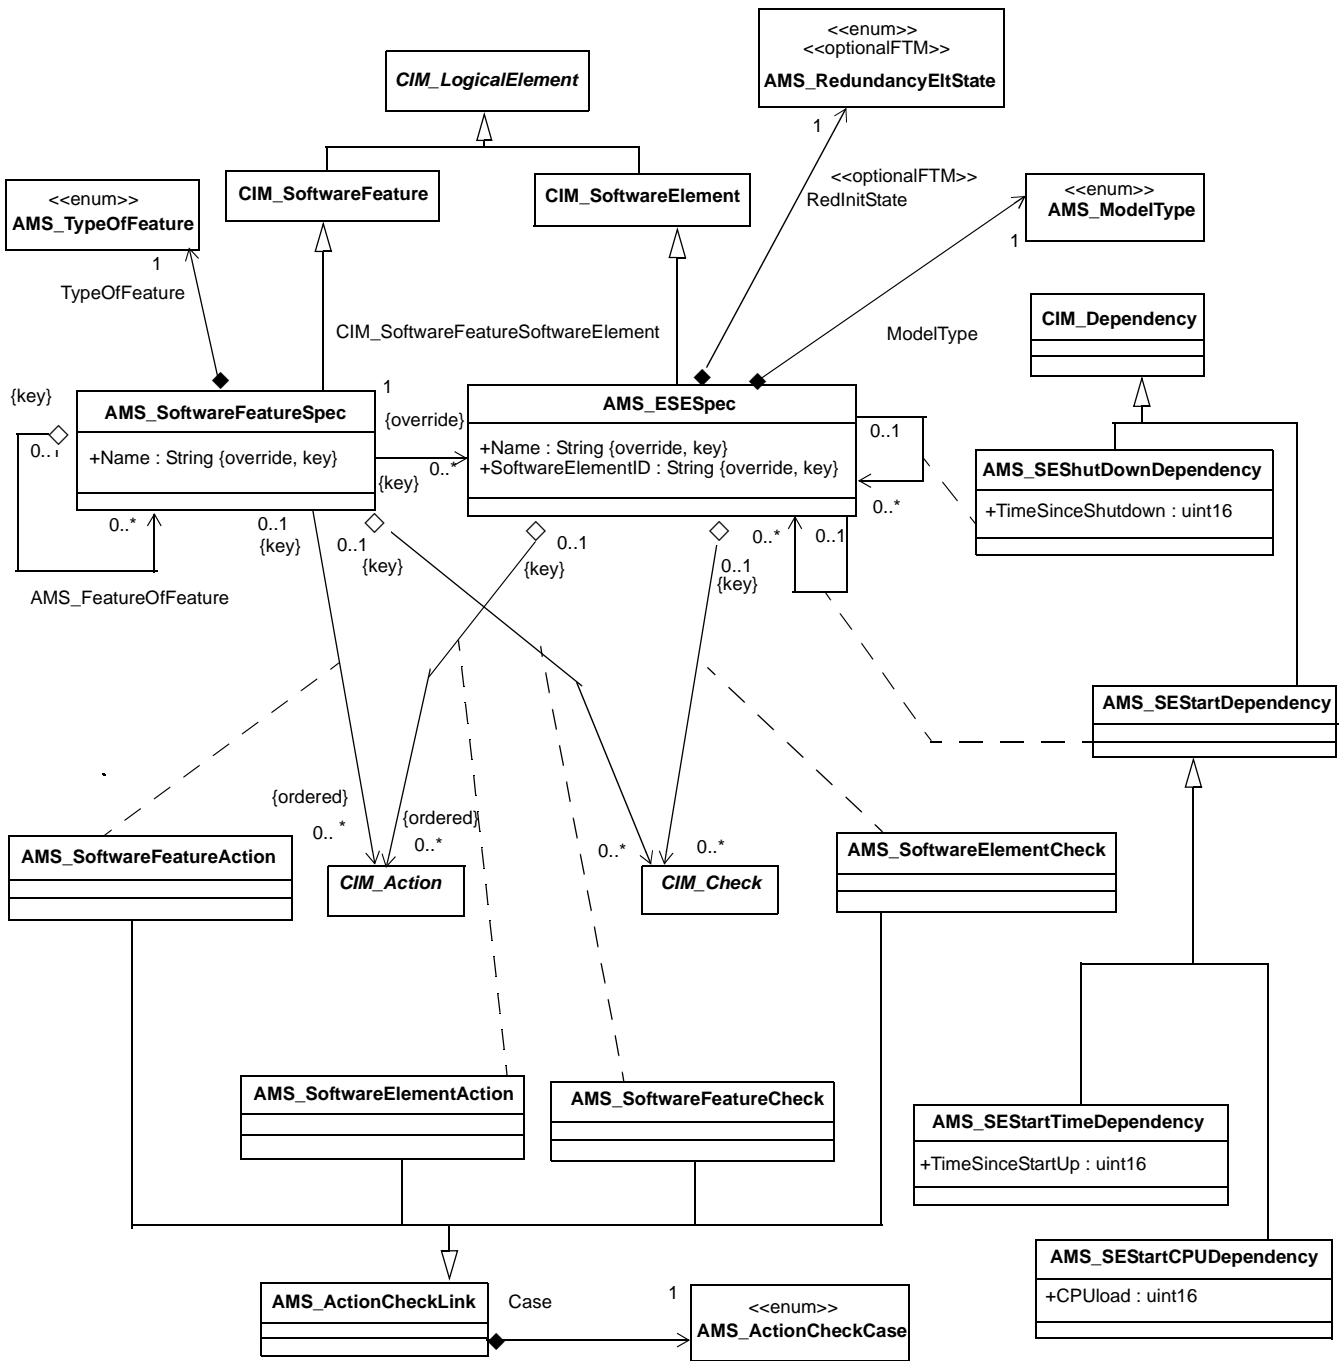 <<enum>>
<<optionalFTM>>
AMS_RedundancyEltState
CIM_LogicalElement
1
<<optionalFTM>>
RedInitState
CIM_SoftwareFeature
CIM_SoftwareElement
<<enum>>
AMS_TypeOfFeature
<<enum>>
AMS_ModelType
1
1
TypeOfFeature
CIM_SoftwareFeatureSoftwareElement
ModelType
CIM_Dependency
{key}
0..1
AMS_SoftwareFeatureSpec
+Name : String {override, key}
1
{override}
{key}
0..*
AMS_ESESpec
+Name : String {override, key}
+SoftwareElementID : String {override, key}
0..1
0..*
AMS_SEShutDownDependency
+TimeSinceShutdown : uint16
0..*
0..1
{key}
0..1
{key}
0..1
{key}
0..1
{key}
0..*
0..1
AMS_FeatureOfFeature
AMS_SEStartDependency
{ordered}
0.. *
{ordered}
0..*
0..*
0..*
AMS_SoftwareFeatureAction
CIM_Action
CIM_Check
AMS_SoftwareElementCheck
AMS_SoftwareElementAction
AMS_SoftwareFeatureCheck
AMS_SEStartTimeDependency
+TimeSinceStartUp : uint16
AMS_SEStartCPUDependency
+CPUload : uint16
AMS_ActionCheckLink
Case
1
<<enum>>
AMS_ActionCheckCase